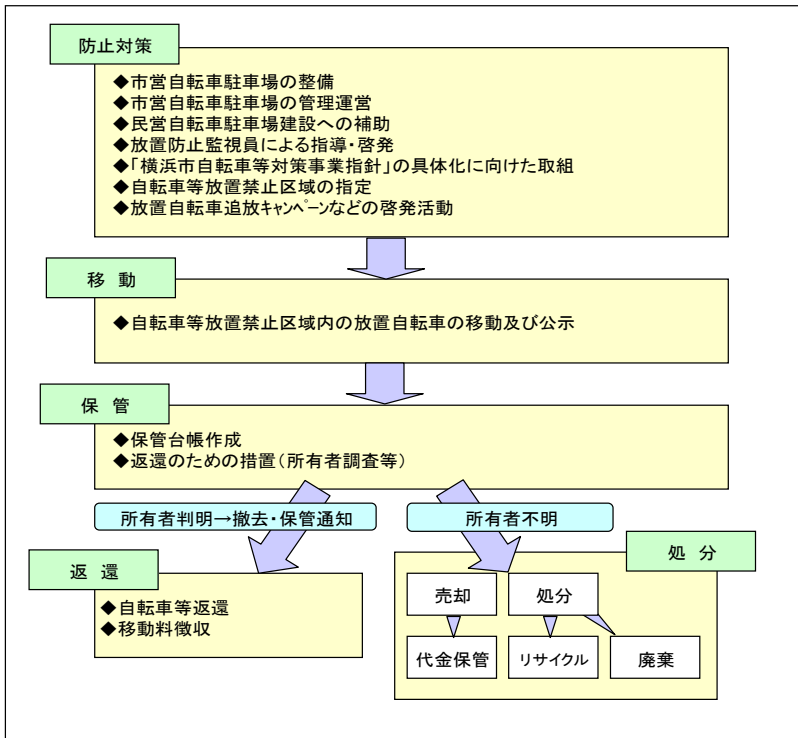 防止対策
◆市営自転車駐車場の整備
◆市営自転車駐車場の管理運営
◆民営自転車駐車場建設への補助
◆放置防止監視員による指導・啓発
◆「横浜市自転車等対策事業指針」の具体化に向けた取組
◆自転車等放置禁止区域の指定
◆放置自転車追放キャンペーンなどの啓発活動
移 動
◆自転車等放置禁止区域内の放置自転車の移動及び公示
保 管
◆保管台帳作成
◆返還のための措置(所有者調査等)
所有者判明→撤去・保管通知
所有者不明
返 還
◆自転車等返還
◆移動料徴収
処 分
売却
処分
代金保管
リサイクル
廃棄